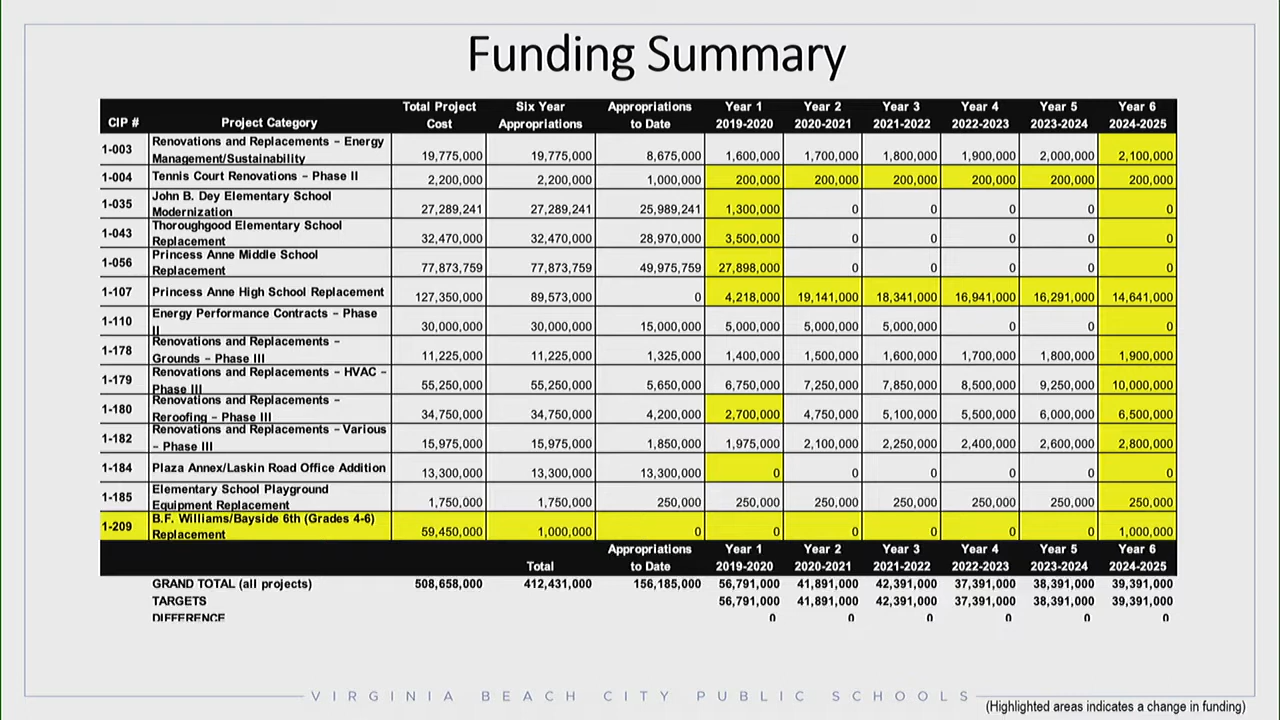 Funding Summary
CIP # Project Category Total Project Cost Six Year Appropriations Appropriations to Date Year 1 2019-2020 Year 2 2020-2021 Year 3 2021-2022 Year 4 2022-2023 Year 5 2023-2024 Year 6 2024-2025
1-003 Renovations and Replacements – Energy Management/Sustainability 19,775,000 19,775,000 8,675,000 1,600,000 1,700,000 1,800,000 1,900,000 2,000,000 2,100,000
1-004 Tennis Court Renovations – Phase II 2,200,000 2,200,000 1,000,000 200,000 200,000 200,000 200,000 200,000 200,000
1-035 John B. Dey Elementary School Modernization 27,289,241 27,289,241 25,989,241 1,300,000 0 0 0 0 0
1-043 Thoroughgood Elementary School Replacement 32,470,000 32,470,000 28,970,000 3,500,000 0 0 0 0 0
1-056 Princess Anne Middle School Replacement 77,873,759 77,873,759 49,975,759 27,898,000 0 0 0 0 0
1-107 Princess Anne High School Replacement 127,350,000 89,573,000 0 4,218,000 19,141,000 18,341,000 16,941,000 16,291,000 14,641,000
1-110 Energy Performance Contracts – Phase II 30,000,000 30,000,000 15,000,000 5,000,000 5,000,000 5,000,000 0 0 0
1-178 Renovations and Replacements – Grounds – Phase III 11,225,000 11,225,000 1,325,000 1,400,000 1,500,000 1,600,000 1,700,000 1,800,000 1,900,000
1-179 Renovations and Replacements – HVAC – Phase III 55,250,000 55,250,000 5,650,000 6,750,000 7,250,000 7,850,000 8,500,000 9,250,000 10,000,000
1-180 Renovations and Replacements – Reroofing – Phase III 34,750,000 34,750,000 4,200,000 2,700,000 4,750,000 5,100,000 5,500,000 6,000,000 6,500,000
1-182 Renovations and Replacements – Various – Phase III 15,975,000 15,975,000 1,850,000 1,975,000 2,100,000 2,250,000 2,400,000 2,600,000 2,800,000
1-184 Plaza Annex/Laskin Road Office Addition 13,300,000 13,300,000 13,300,000 0 0 0 0 0 0
1-185 Elementary School Playground Equipment Replacement 1,750,000 1,750,000 250,000 250,000 250,000 250,000 250,000 250,000 250,000
1-209 B.F. Williams/Bayside 6th (Grades 4-6) Replacement 59,450,000 1,000,000 0 0 0 0 0 0 1,000,000
Total Appropriations to Date Year 1 2019-2020 Year 2 2020-2021 Year 3 2021-2022 Year 4 2022-2023 Year 5 2023-2024 Year 6 2024-2025
GRAND TOTAL (all projects) 508,658,000 412,431,000 156,185,000 56,791,000 41,891,000 42,391,000 37,391,000 38,391,000 39,391,000
TARGETS 56,791,000 41,891,000 42,391,000 37,391,000 38,391,000 39,391,000
DIFFERENCE 0 0 0 0 0 0
VIRGINIA BEACH CITY PUBLIC SCHOOLS
(Highlighted areas indicates a change in funding)